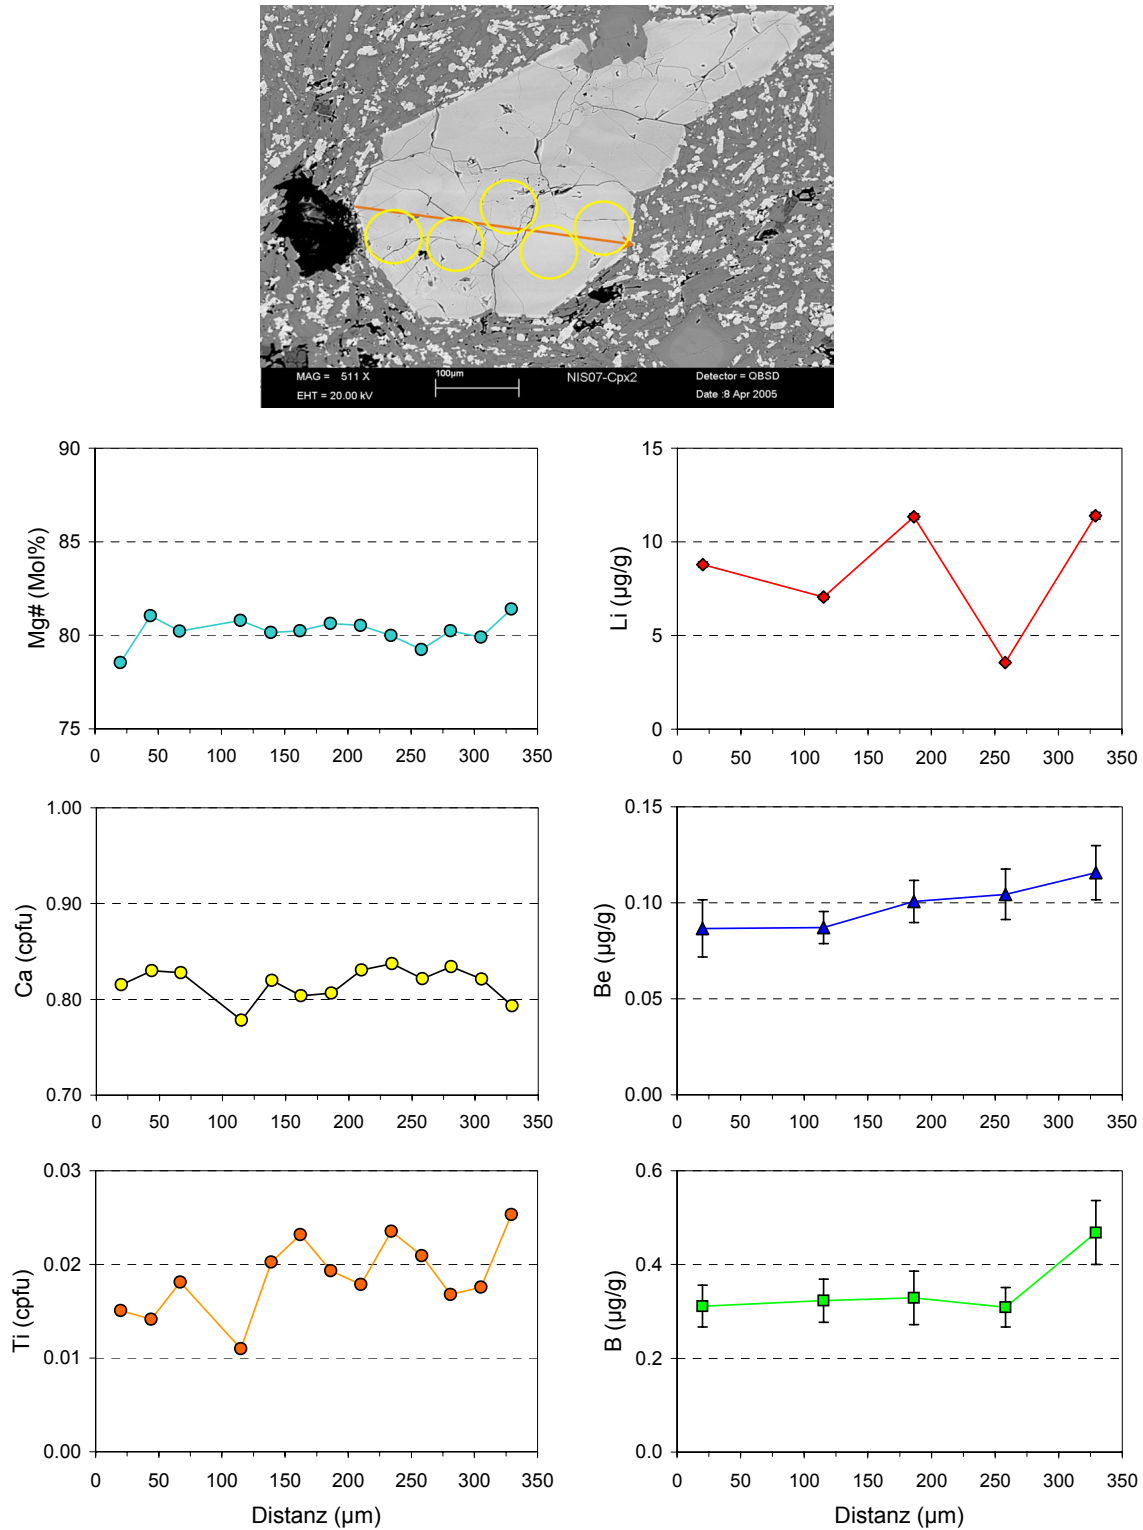 MAG = 511 X
100µm
NIS07-Cpx2
Detector = QBSD
EHT = 20.00 kV
Date :8 Apr 2005
90
85
80
75
Mg# (Mol%)
0 50 100 150 200 250 300 350
15
10
5
0
Li (µg/g)
0 50 100 150 200 250 300 350
1.00
0.90
0.80
0.70
Ca (cpfu)
0 50 100 150 200 250 300 350
0.15
0.10
0.05
0.00
Be (µg/g)
0 50 100 150 200 250 300 350
0.03
0.02
0.01
0.00
Ti (cpfu)
0 50 100 150 200 250 300 350
Distanz (µm)
0.6
0.4
0.2
0.0
B (µg/g)
0 50 100 150 200 250 300 350
Distanz (µm)